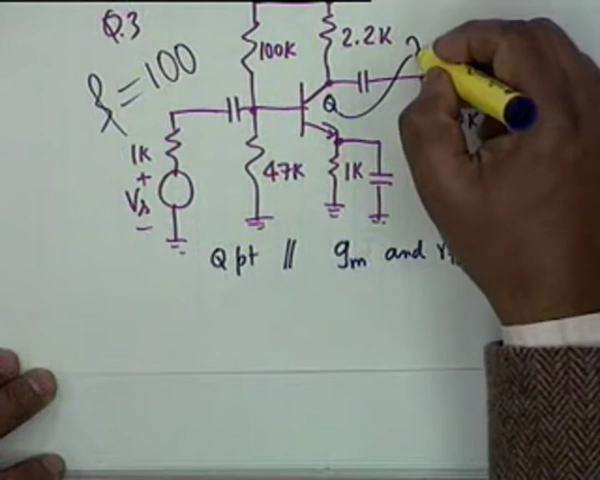 Q.3
100K
2.2K
β = 100
Q
1K
+
Vs
-
47K
1K
K
Q pt // gm and r